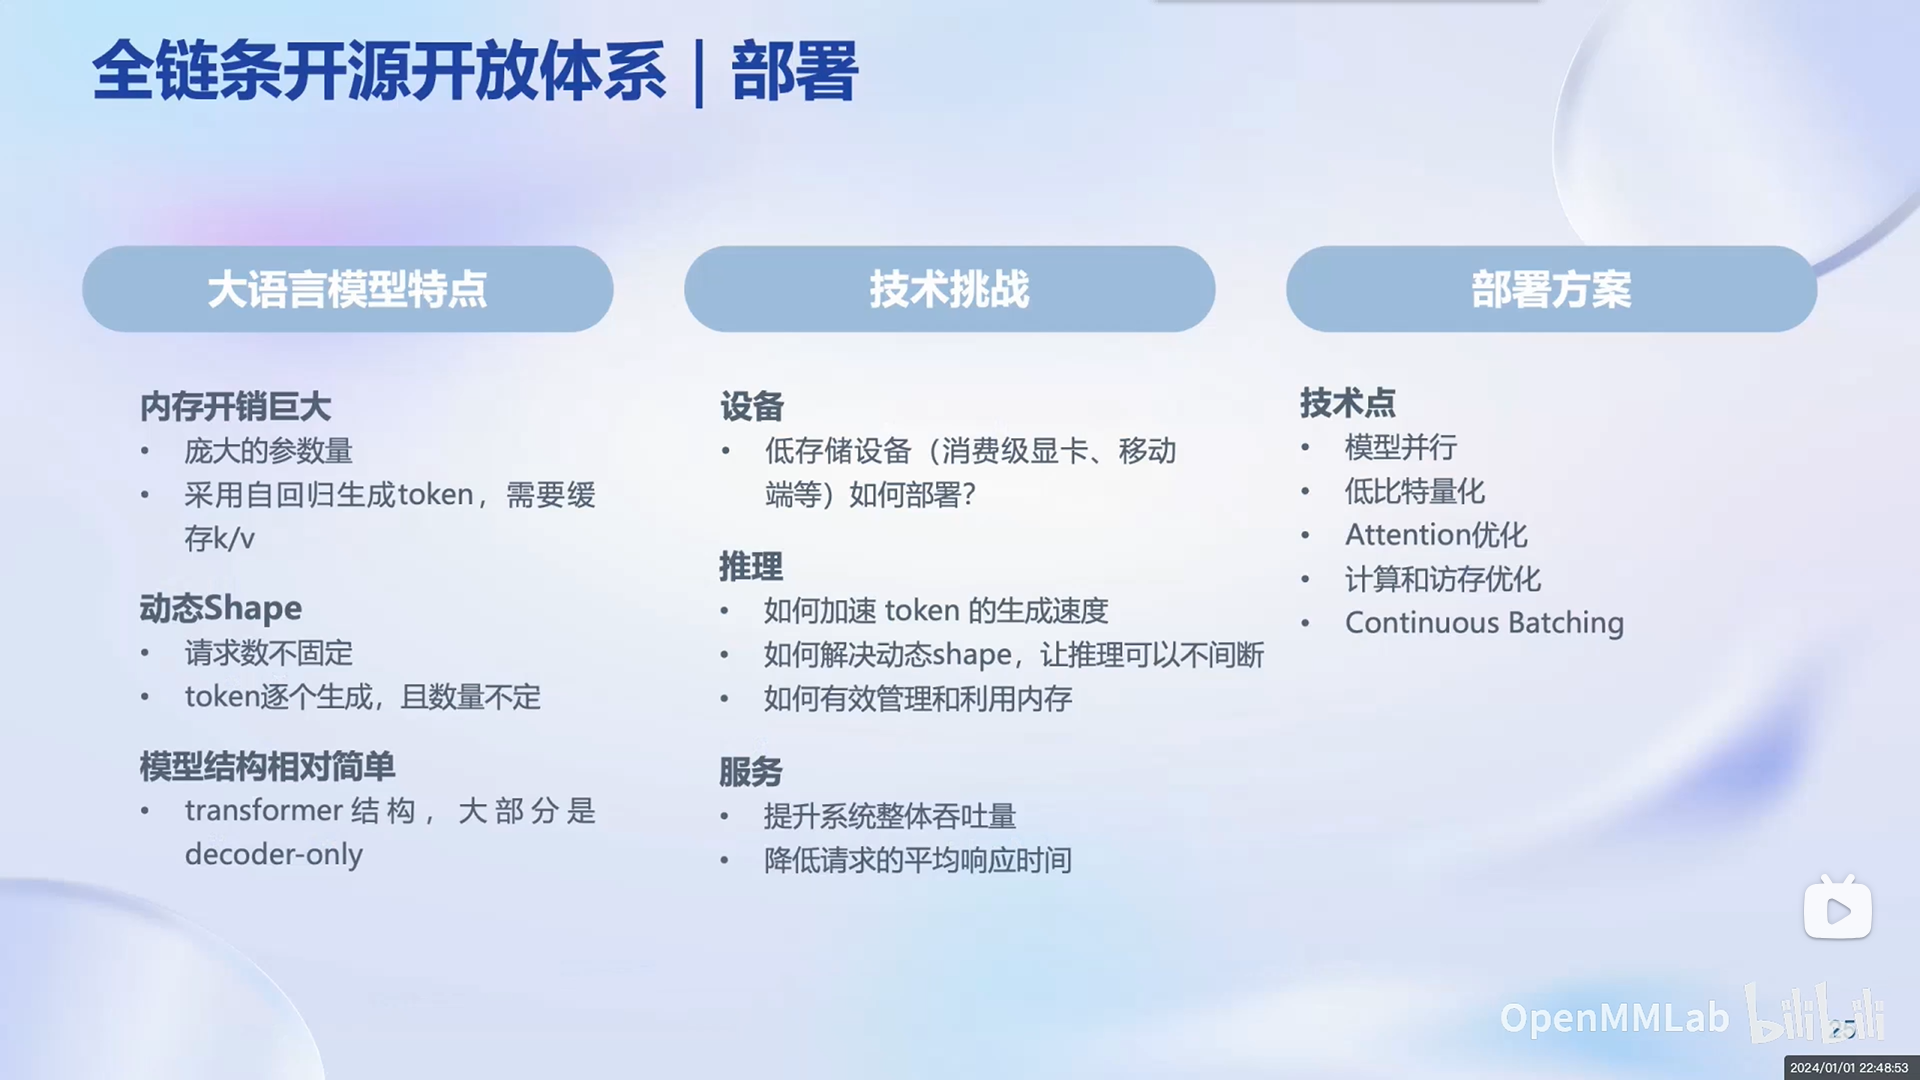 全链条开源开放体系｜部署
大语言模型特点
内存开销巨大
• 庞大的参数量
• 采用自回归生成token，需要缓
存k/v
动态Shape
• 请求数不固定
• token逐个生成，且数量不定
模型结构相对简单
• transformer 结构，大部分是
decoder-only
技术挑战
设备
• 低存储设备（消费级显卡、移动
端等）如何部署？
推理
• 如何加速 token 的生成速度
• 如何解决动态shape，让推理可以不间断
• 如何有效管理和利用内存
服务
• 提升系统整体吞吐量
• 降低请求的平均响应时间
部署方案
技术点
• 模型并行
• 低比特量化
• Attention优化
• 计算和访存优化
• Continuous Batching
OpenMMLab bilibili
25
2024/01/01 22:48:53